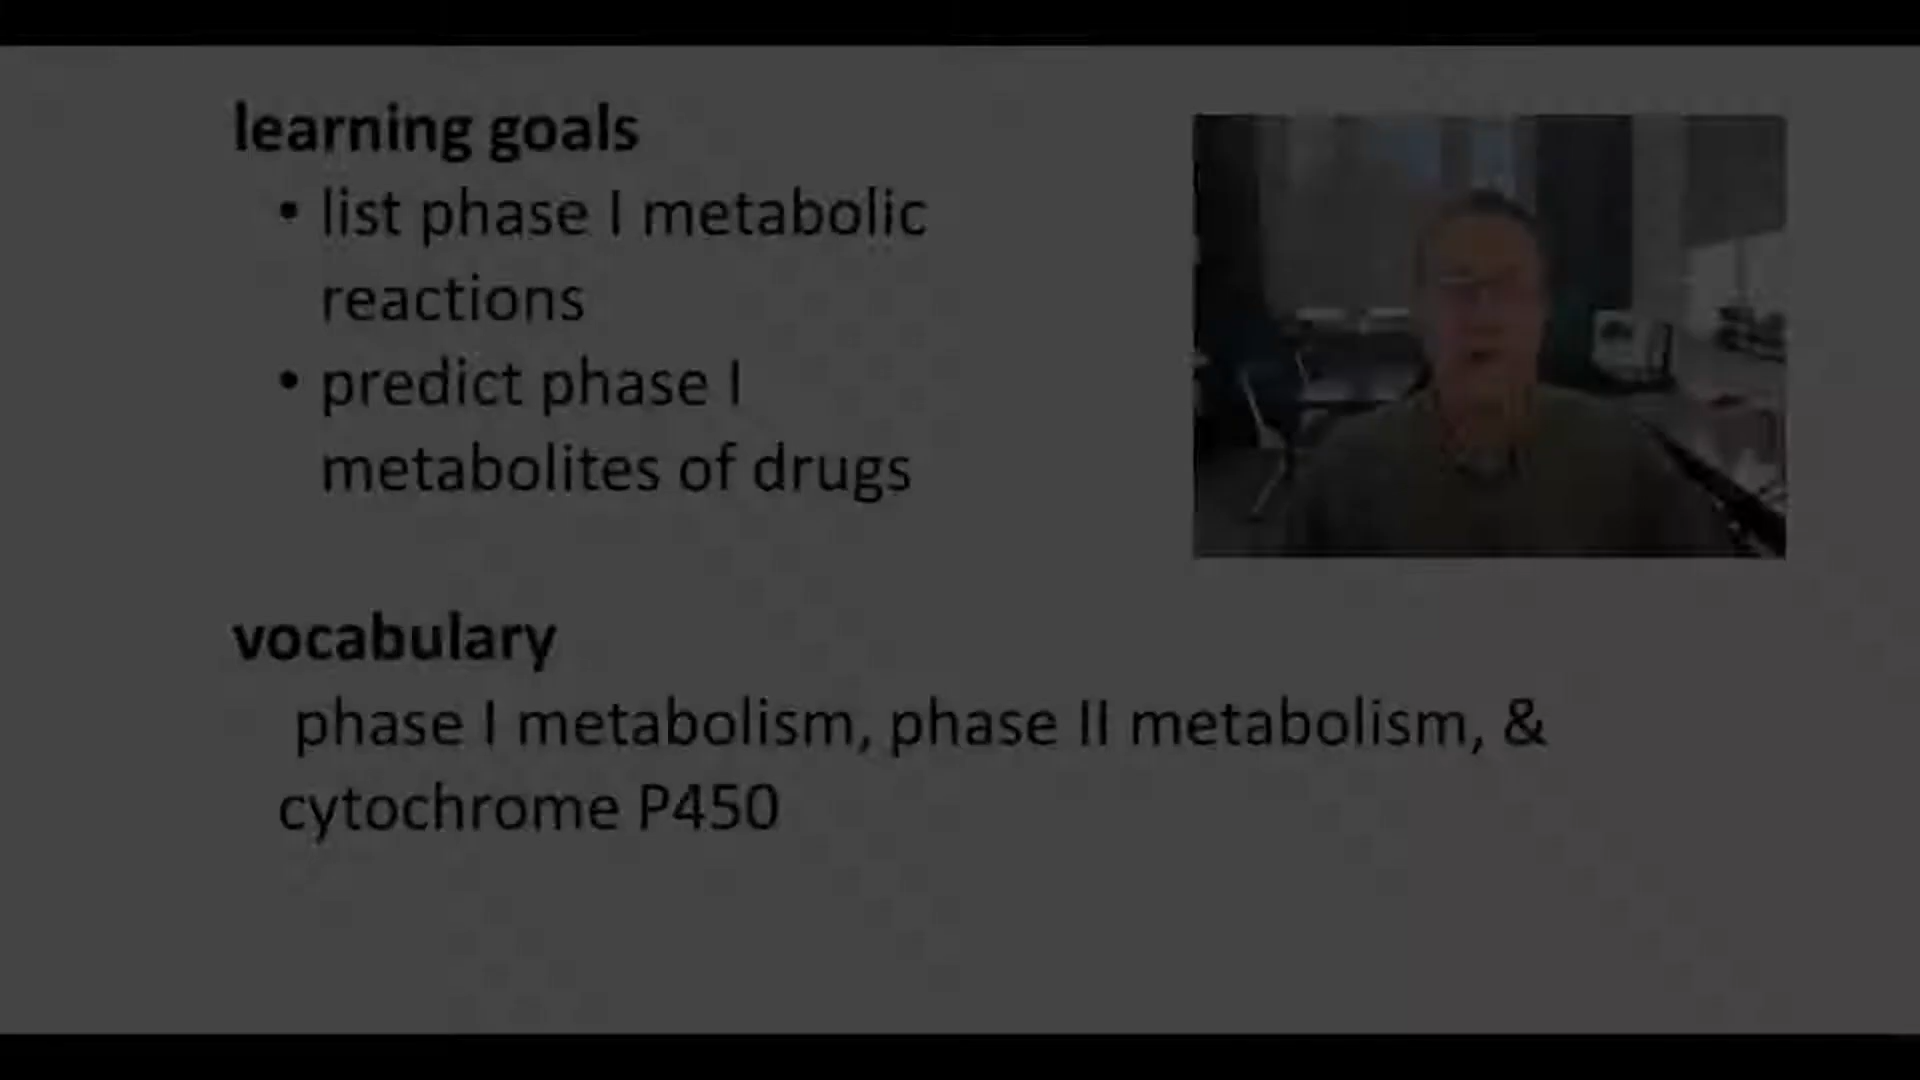 learning goals
• list phase I metabolic
reactions
• predict phase I
metabolites of drugs
vocabulary
phase I metabolism, phase II metabolism, &
cytochrome P450